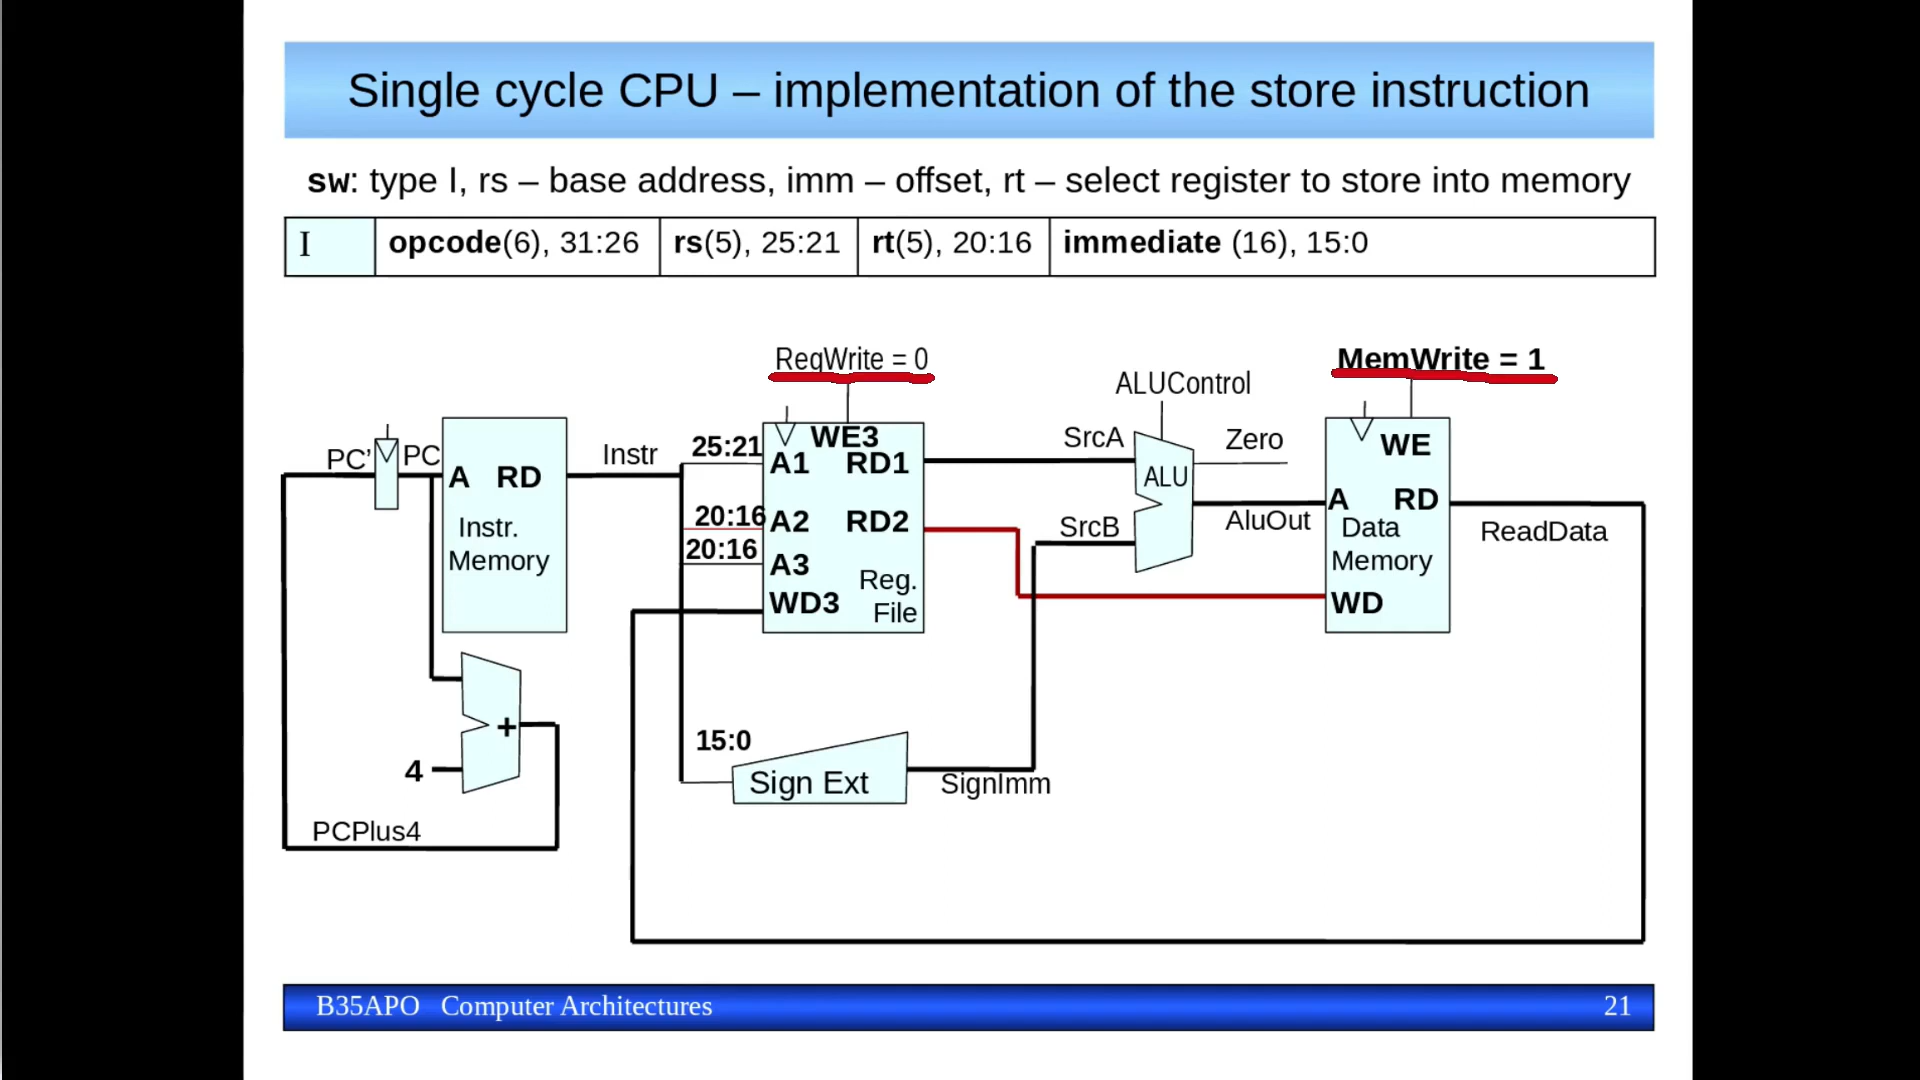 Single cycle CPU – implementation of the store instruction
sw: type I, rs – base address, imm – offset, rt – select register to store into memory
I opcode(6), 31:26 rs(5), 25:21 rt(5), 20:16 immediate (16), 15:0
RegWrite = 0
MemWrite = 1
ALUControl
PC’
PC
A RD
Instr.
Memory
Instr
25:21
20:16
20:16
WE3
A1 RD1
A2 RD2
A3
WD3
Reg.
File
SrcA
SrcB
ALU
Zero
AluOut
WE
A RD
Data
Memory
WD
ReadData
+
4
PCPlus4
15:0
Sign Ext
SignImm
B35APO Computer Architectures
21